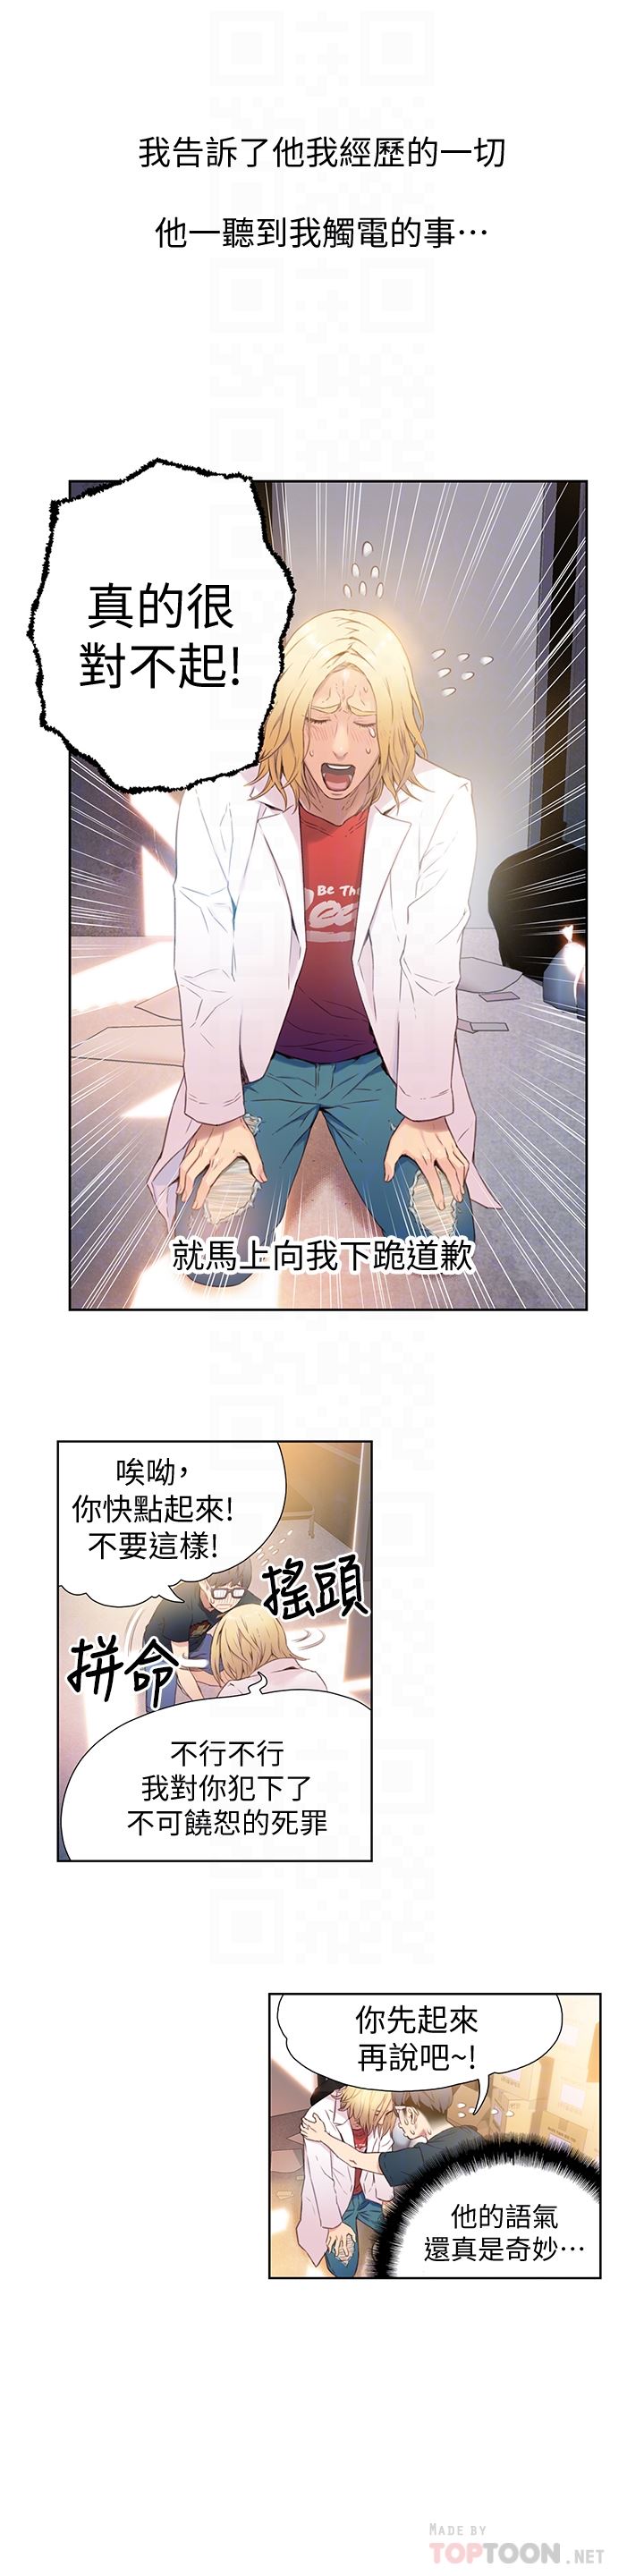 我告訴了他我經歷的一切
他一聽到我觸電的事…
真的很
對不起!
Be The
就馬上向我下跪道歉
唉呦,
你快點起來!
不要這樣!
搖頭
拼命
不行不行
我對你犯下了
不可饒恕的死罪
你先起來
再說吧~!
他的語氣
還真是奇妙…
MADE BY
TOPTOON.NET